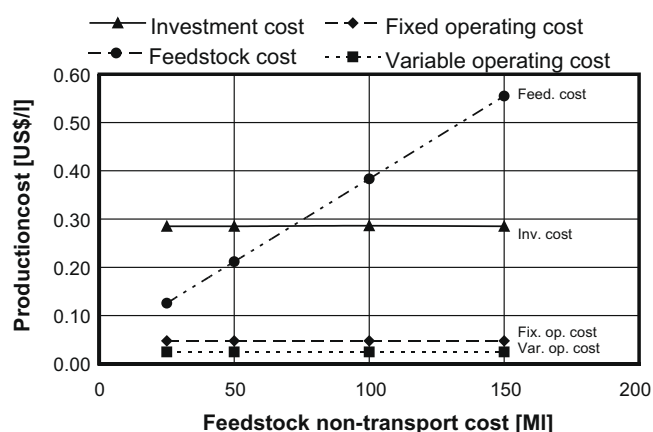 Investment cost Fixed operating cost
Feedstock cost Variable operating cost
0.60
0.50
0.40
0.30
0.20
0.10
0.00
Productioncost [US$/l]
Feed. cost
Inv. cost
Fix. op. cost
Var. op. cost
0 50 100 150 200
Feedstock non-transport cost [Ml]